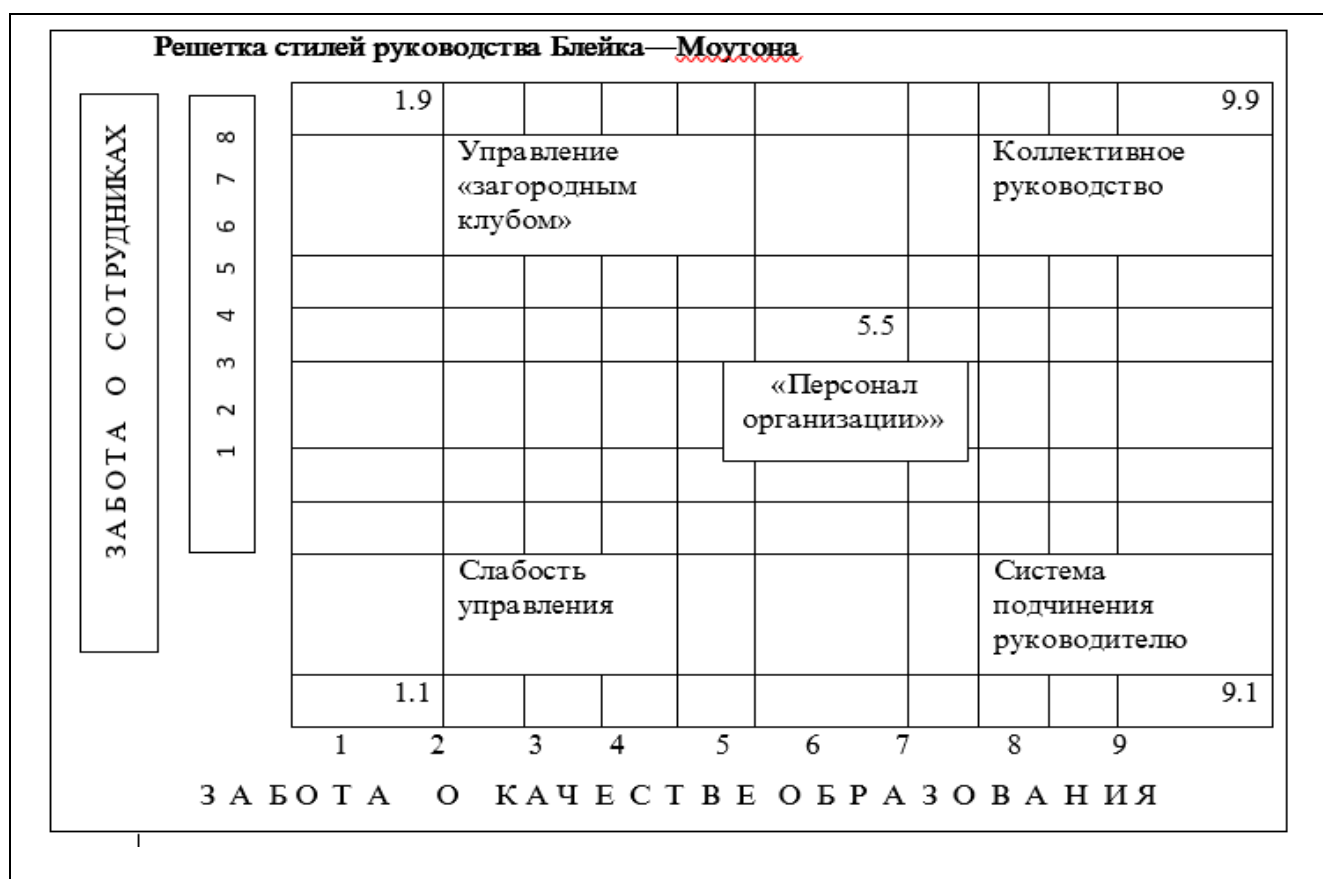 Решетка стилей руководства Блейка—Моутона
ЗАБОТА О СОТРУДНИКАХ
1 2 3 4 5 6 7 8
1.9
9.9
Управление
«загородным
клубом»
Коллективное
руководство
5.5
«Персонал
организации»»
Слабость
управления
Система
подчинения
руководителю
1.1
9.1
1 2 3 4 5 6 7 8 9
ЗАБОТА О КАЧЕСТВЕ ОБРАЗОВАНИЯ